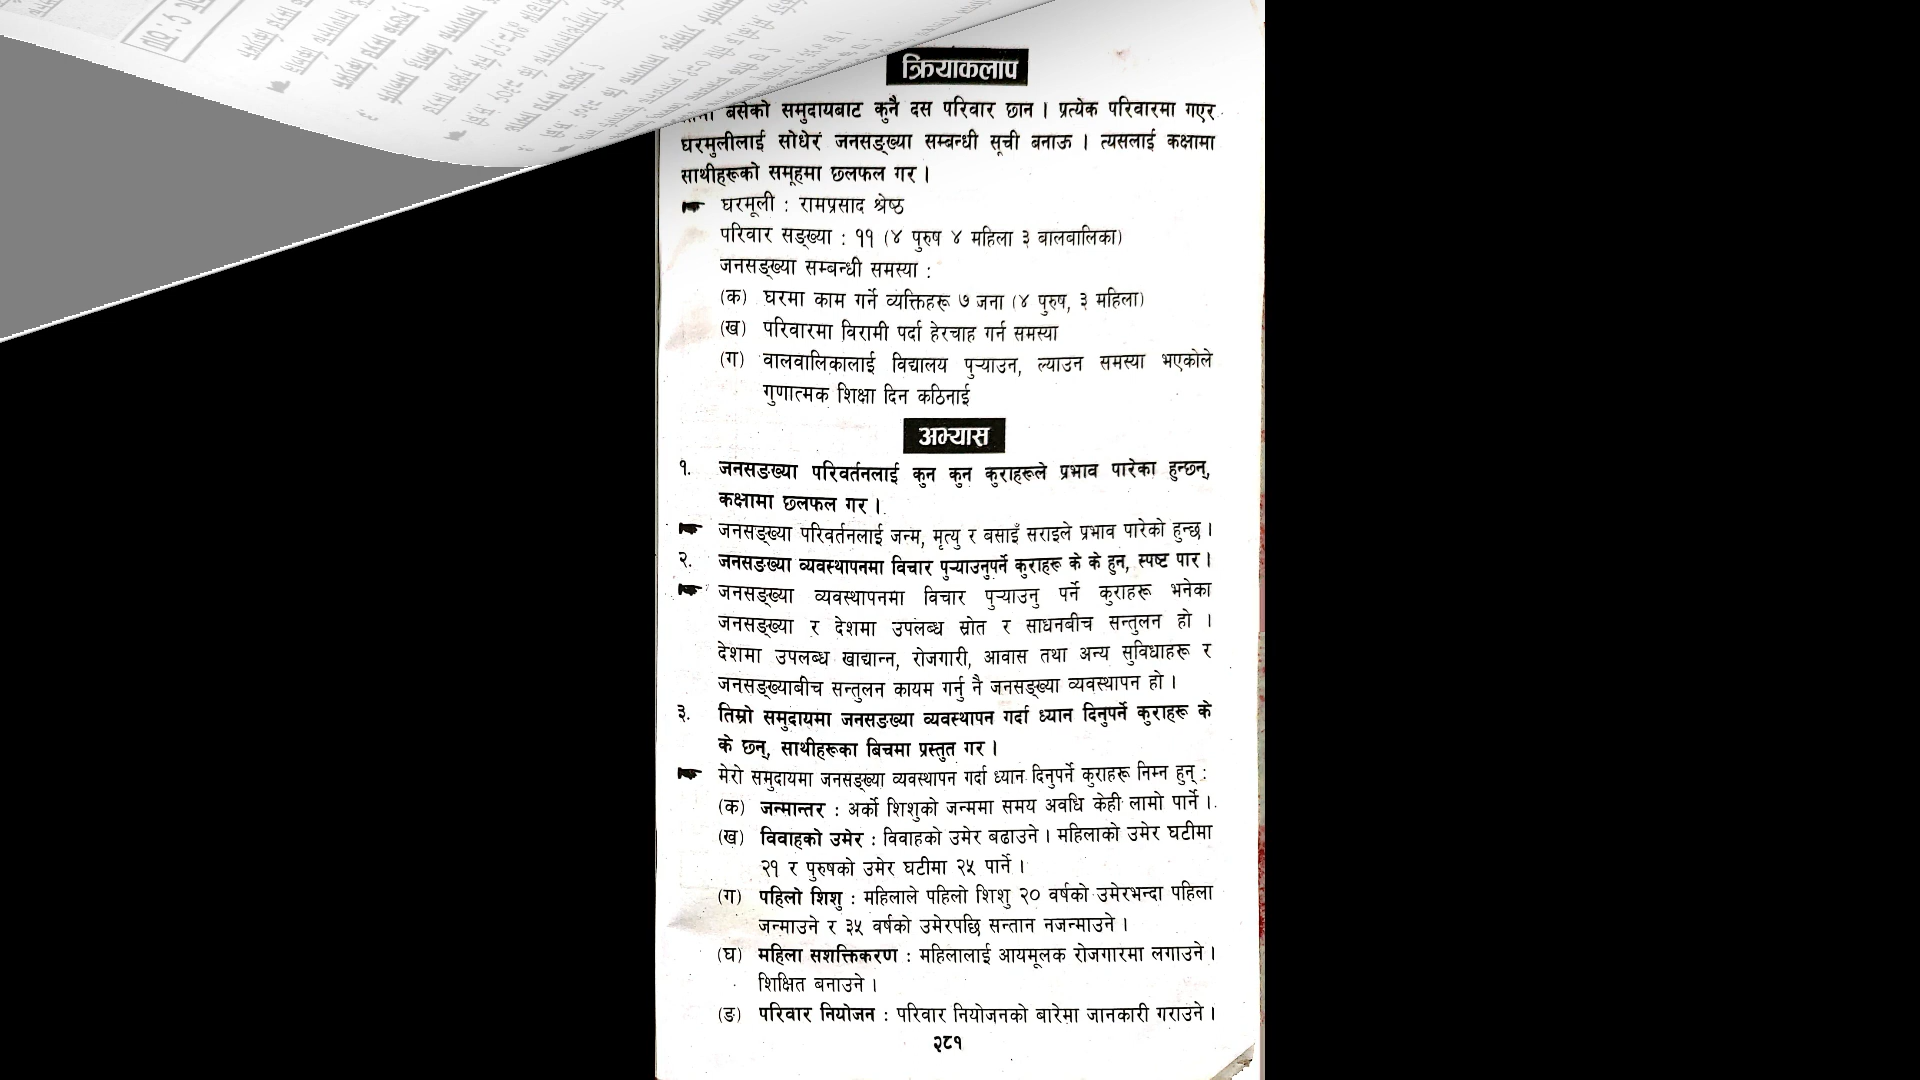 क्रियाकलाप
बसेको समुदायबाट कुनै दस परिवार छान । प्रत्येक परिवारमा गएर
घरमुलीलाई सोधेर जनसङ्ख्या सम्बन्धी सूची बनाऊ । त्यसलाई कक्षामा
साथीहरूको समूहमा छलफल गर ।
घरमूली : रामप्रसाद श्रेष्ठ
परिवार सङ्ख्या : ११ (४ पुरुष ४ महिला ३ वालवालिका)
जनसङ्ख्या सम्बन्धी समस्या :
(क) घरमा काम गर्ने व्यक्तिहरू ७ जना (४ पुरुष, ३ महिला)
(ख) परिवारमा विरामी पर्दा हेरचाह गर्न समस्या
(ग) वालवालिकालाई विद्यालय पुऱ्याउन, ल्याउन समस्या भएकोले
गुणात्मक शिक्षा दिन कठिनाई
अभ्यास
१. जनसङख्या परिवर्तनलाई कुन कुन कुराहरूले प्रभाव पारेका हुन्छन्,
कक्षामा छलफल गर ।
जनसङ्ख्या परिवर्तनलाई जन्म, मृत्यु र वसाइँ सराइले प्रभाव पारेको हुन्छ ।
२. जनसङख्या व्यवस्थापनमा विचार पुऱ्याउनुपर्ने कुराहरू के के हुन, स्पष्ट पार ।
जनसङ्ख्या व्यवस्थापनमा विचार पुऱ्याउनु पर्ने कुराहरू भनेका
जनसङ्ख्या र देशमा उपलब्ध स्रोत र साधनबीच सन्तुलन हो ।
देशमा उपलब्ध खाद्यान्न, रोजगारी, आवास तथा अन्य सुविधाहरू र
जनसङ्ख्याबीच सन्तुलन कायम गर्नु नै जनसङ्ख्या व्यवस्थापन हो ।
३. तिम्रो समुदायमा जनसङख्या व्यवस्थापन गर्दा ध्यान दिनुपर्ने कुराहरू के
के छन्, साथीहरूका बिचमा प्रस्तुत गर ।
मेरो समुदायमा जनसङ्ख्या व्यवस्थापन गर्दा ध्यान दिनुपर्ने कुराहरू निम्न हुन् :
(क) जन्मान्तर : अर्को शिशुको जन्ममा समय अवधि केही लामो पार्ने ।
(ख) विवाहको उमेर : विवाहको उमेर बढाउने । महिलाको उमेर घटीमा
२१ र पुरुषको उमेर घटीमा २५ पार्ने ।
(ग) पहिलो शिशु : महिलाले पहिलो शिशु २० वर्षको उमेरभन्दा पहिला
जन्माउने र ३५ वर्षको उमेरपछि सन्तान नजन्माउने ।
(घ) महिला सशक्तिकरण : महिलालाई आयमूलक रोजगारमा लगाउने ।
शिक्षित बनाउने ।
(ङ) परिवार नियोजन : परिवार नियोजनको बारेमा जानकारी गराउने ।
२८१